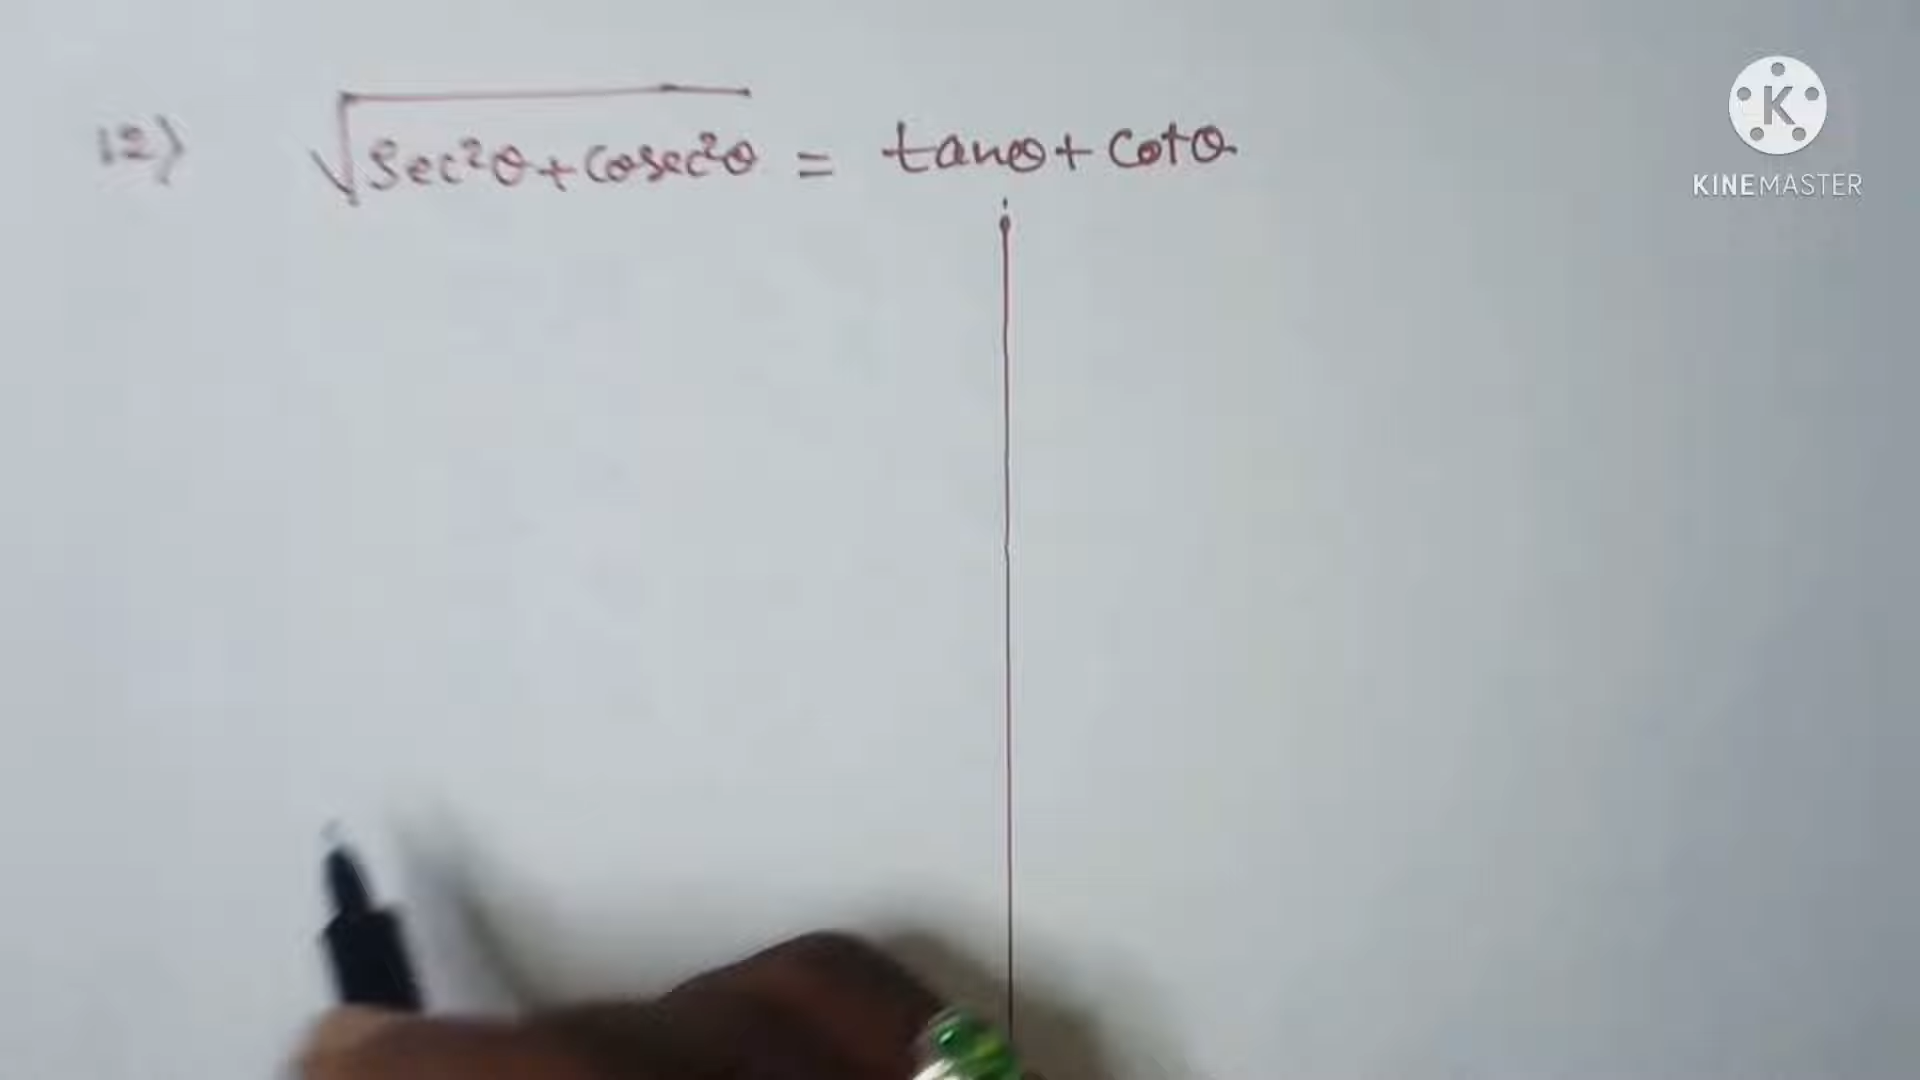 12) √sec²θ + cosec²θ = tanθ + cotθ
K
KINEMASTER